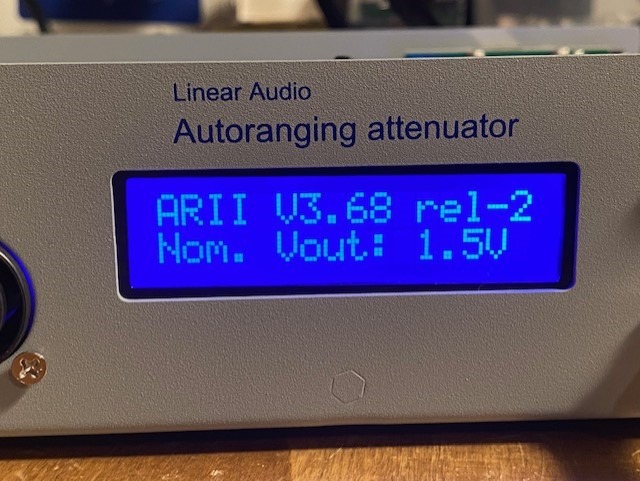 Linear Audio
Autoranging attenuator
ARII V3.68 rel-2
Nom. Vout: 1.5V